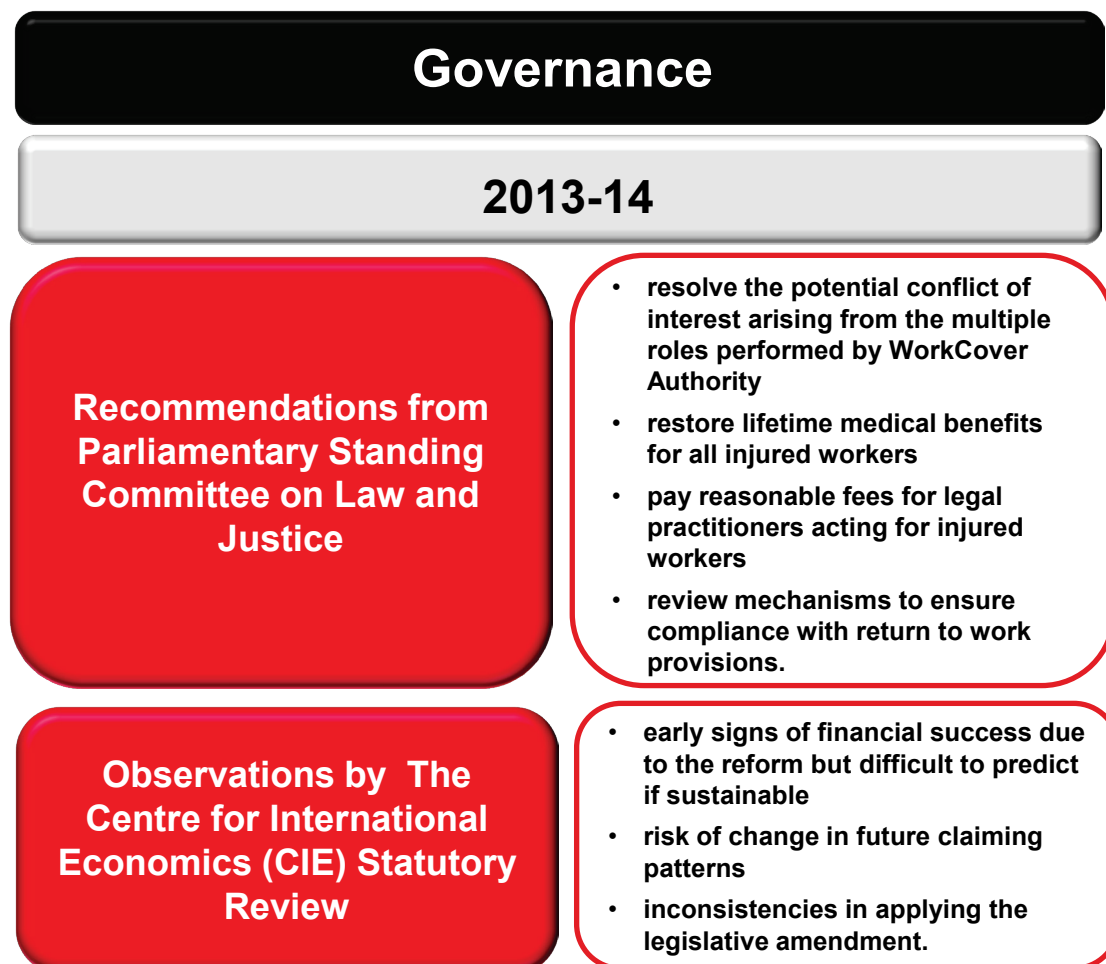 Governance
2013-14
Recommendations from
Parliamentary Standing
Committee on Law and
Justice
• resolve the potential conflict of
interest arising from the multiple
roles performed by WorkCover
Authority
• restore lifetime medical benefits
for all injured workers
• pay reasonable fees for legal
practitioners acting for injured
workers
• review mechanisms to ensure
compliance with return to work
provisions.
Observations by The
Centre for International
Economics (CIE) Statutory
Review
• early signs of financial success due
to the reform but difficult to predict
if sustainable
• risk of change in future claiming
patterns
• inconsistencies in applying the
legislative amendment.